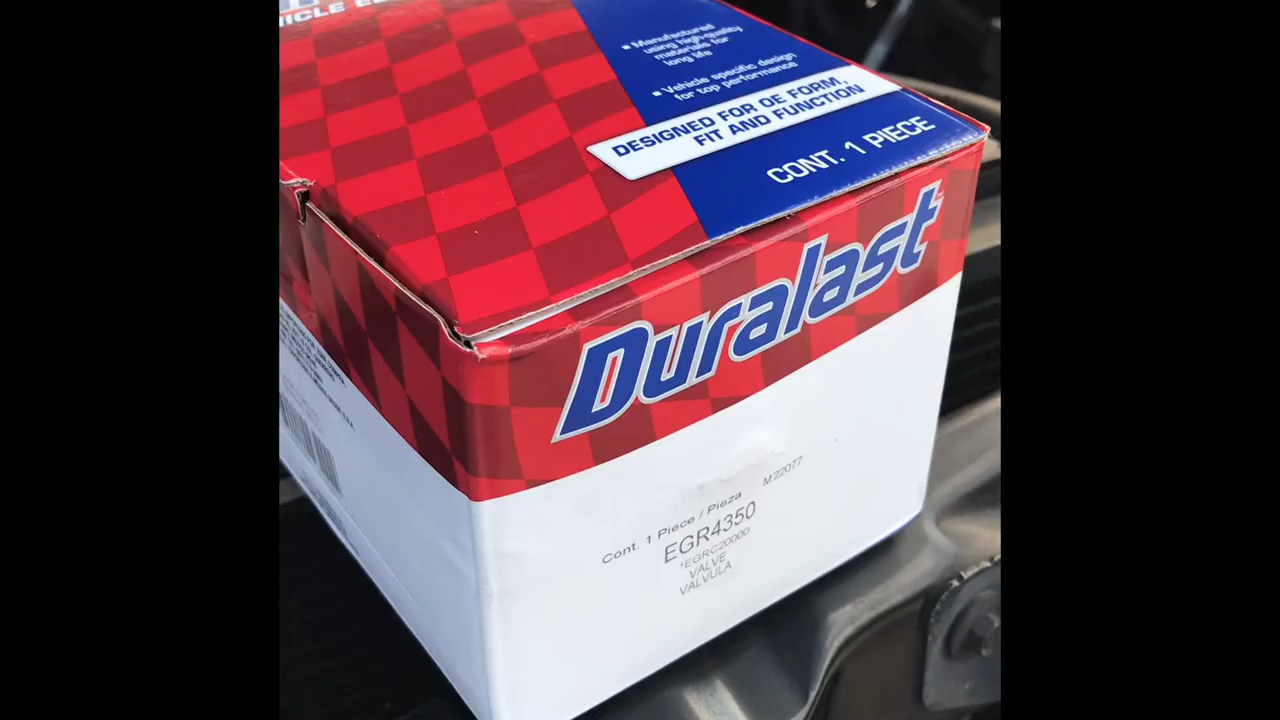 ▪ Manufactured
using high-quality
materials for
long life
▪ Vehicle specific design
for top performance
DESIGNED FOR OE FORM,
FIT AND FUNCTION
CONT. 1 PIECE
Duralast™
M22077
Cont. 1 Piece / Pieza
EGR4350
*EGRC20000
VALVE
VALVULA